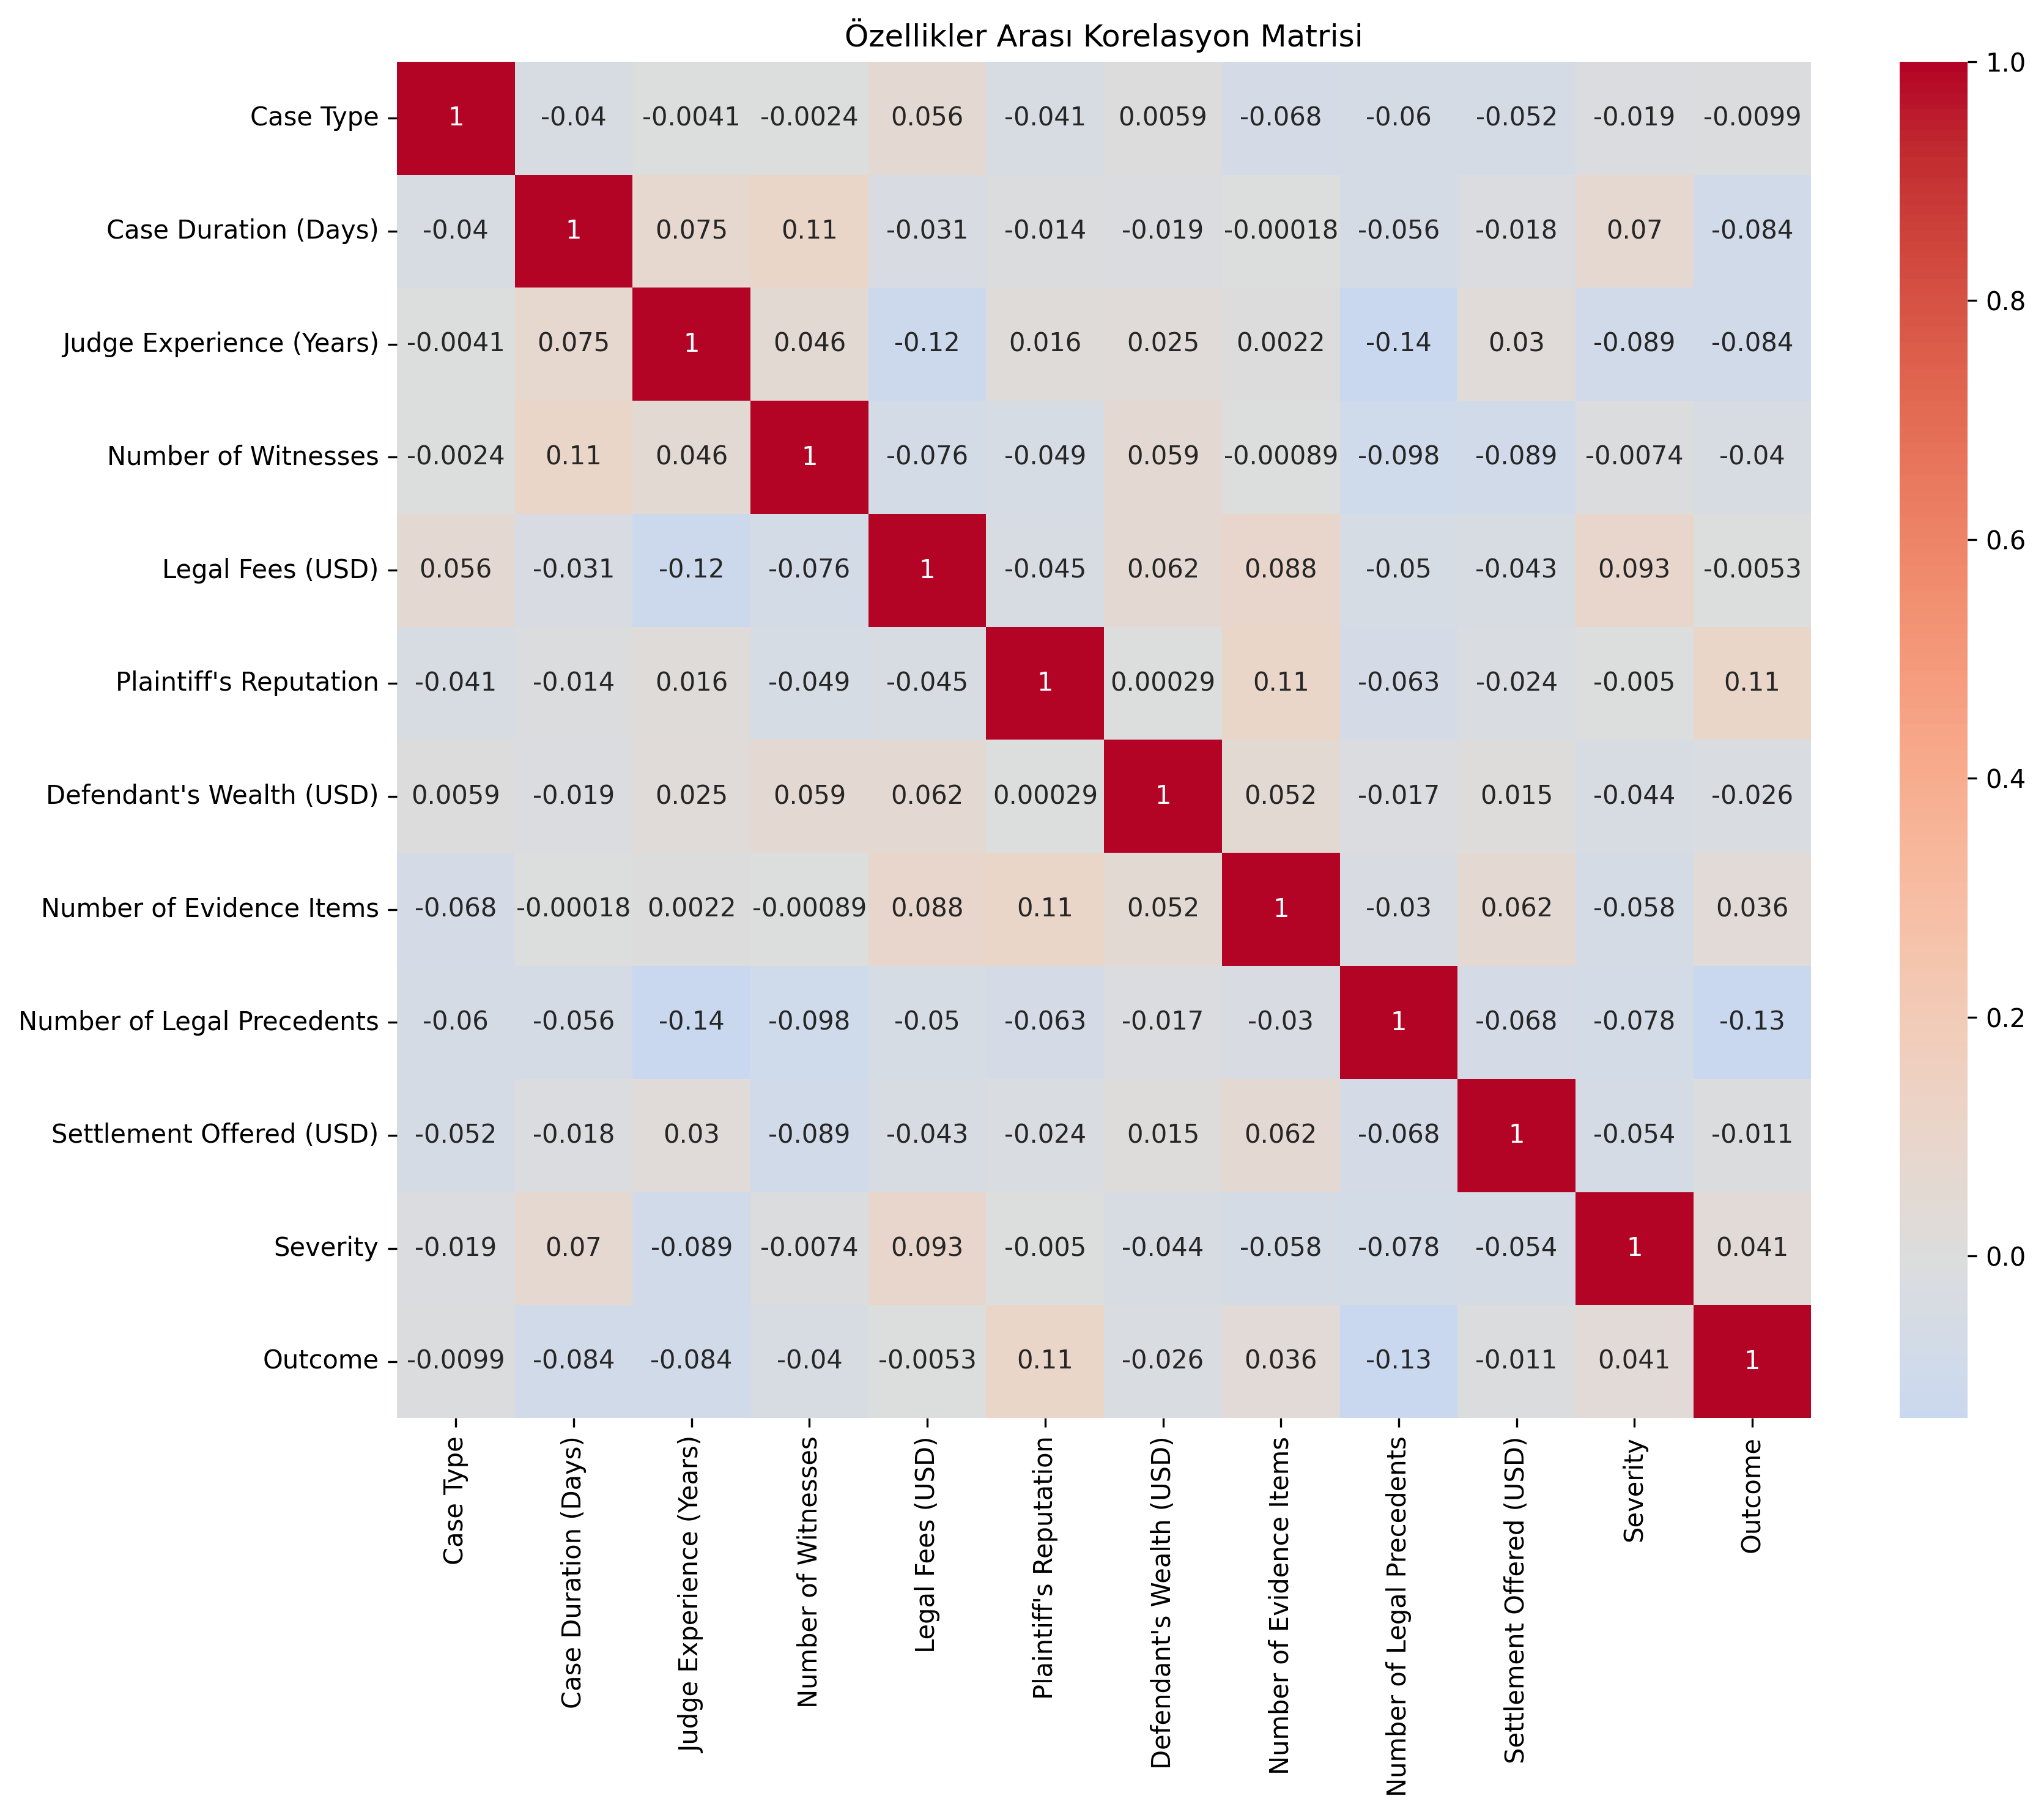 Özellikler Arası Korelasyon Matrisi
Case Type 1 -0.04 -0.0041 -0.0024 0.056 -0.041 0.0059 -0.068 -0.06 -0.052 -0.019 -0.0099
Case Duration (Days) -0.04 1 0.075 0.11 -0.031 -0.014 -0.019 -0.00018 -0.056 -0.018 0.07 -0.084
Judge Experience (Years) -0.0041 0.075 1 0.046 -0.12 0.016 0.025 0.0022 -0.14 0.03 -0.089 -0.084
Number of Witnesses -0.0024 0.11 0.046 1 -0.076 -0.049 0.059 -0.00089 -0.098 -0.089 -0.0074 -0.04
Legal Fees (USD) 0.056 -0.031 -0.12 -0.076 1 -0.045 0.062 0.088 -0.05 -0.043 0.093 -0.0053
Plaintiff's Reputation -0.041 -0.014 0.016 -0.049 -0.045 1 0.00029 0.11 -0.063 -0.024 -0.005 0.11
Defendant's Wealth (USD) 0.0059 -0.019 0.025 0.059 0.062 0.00029 1 0.052 -0.017 0.015 -0.044 -0.026
Number of Evidence Items -0.068 -0.00018 0.0022 -0.00089 0.088 0.11 0.052 1 -0.03 0.062 -0.058 0.036
Number of Legal Precedents -0.06 -0.056 -0.14 -0.098 -0.05 -0.063 -0.017 -0.03 1 -0.068 -0.078 -0.13
Settlement Offered (USD) -0.052 -0.018 0.03 -0.089 -0.043 -0.024 0.015 0.062 -0.068 1 -0.054 -0.011
Severity -0.019 0.07 -0.089 -0.0074 0.093 -0.005 -0.044 -0.058 -0.078 -0.054 1 0.041
Outcome -0.0099 -0.084 -0.084 -0.04 -0.0053 0.11 -0.026 0.036 -0.13 -0.011 0.041 1
Case Type
Case Duration (Days)
Judge Experience (Years)
Number of Witnesses
Legal Fees (USD)
Plaintiff's Reputation
Defendant's Wealth (USD)
Number of Evidence Items
Number of Legal Precedents
Settlement Offered (USD)
Severity
Outcome
1.0
0.8
0.6
0.4
0.2
0.0